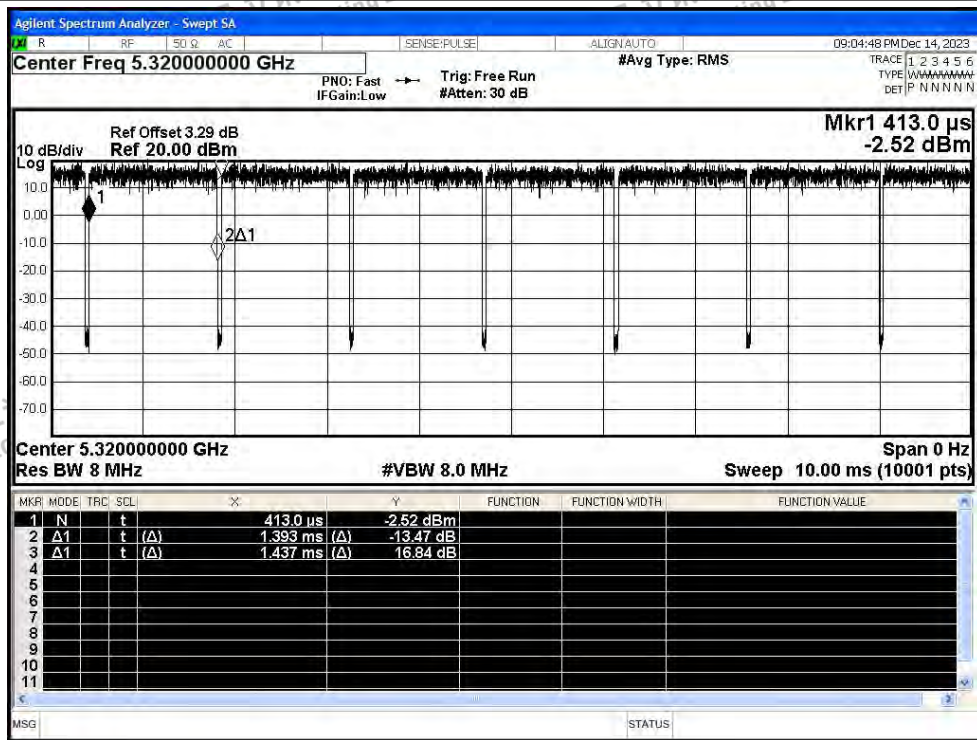 Agilent Spectrum Analyzer - Swept SA
R RF 50 Ω AC SENSE:PULSE ALIGNAUTO 09:04:48 PM Dec 14, 2023
Center Freq 5.320000000 GHz
#Avg Type: RMS
TRACE 1 2 3 4 5 6
PNO: Fast Trig: Free Run
TYPE WWWWWW
IFGain:Low #Atten: 30 dB
DET P N N N N N
Mkr1 413.0 µs
-2.52 dBm
Ref Offset 3.29 dB
10 dB/div Ref 20.00 dBm
Log
10.0
1
0.00
2Δ1
-10.0
-20.0
-30.0
-40.0
-50.0
-60.0
-70.0
Center 5.320000000 GHz Span 0 Hz
Res BW 8 MHz #VBW 8.0 MHz Sweep 10.00 ms (10001 pts)
MKR MODE TRC SCL X Y FUNCTION FUNCTION WIDTH FUNCTION VALUE
1 N t 413.0 µs -2.52 dBm
2 Δ1 t (Δ) 1.393 ms (Δ) -13.47 dB
3 Δ1 t (Δ) 1.437 ms (Δ) 16.84 dB
4
5
6
7
8
9
10
11
MSG STATUS